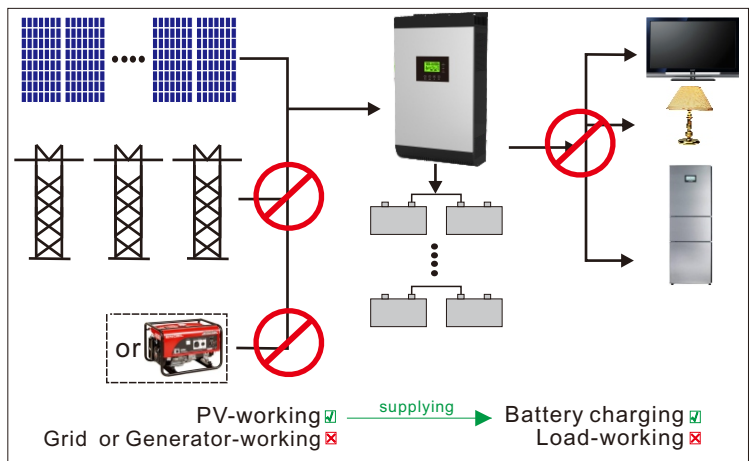 or
supplying
PV-working ☑ Battery charging ☑
Grid or Generator-working ☒ Load-working ☒